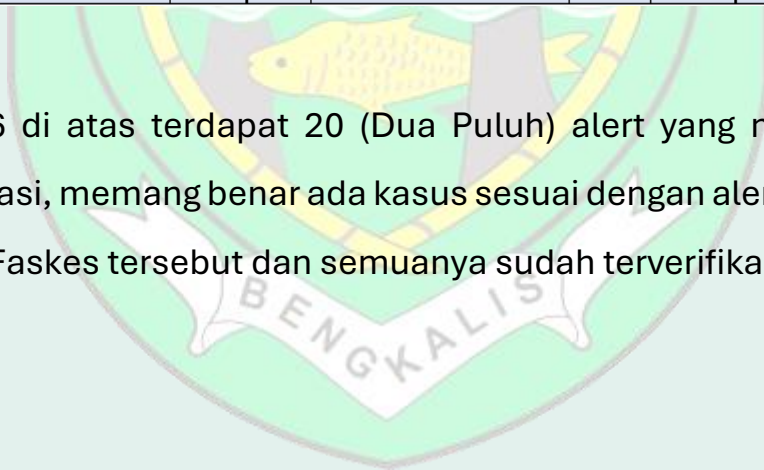 6 di atas terdapat 20 (Dua Puluh) alert yang
asi, memang benar ada kasus sesuai dengan aler
Faskes tersebut dan semuanya sudah terverifika
BENGKALIS